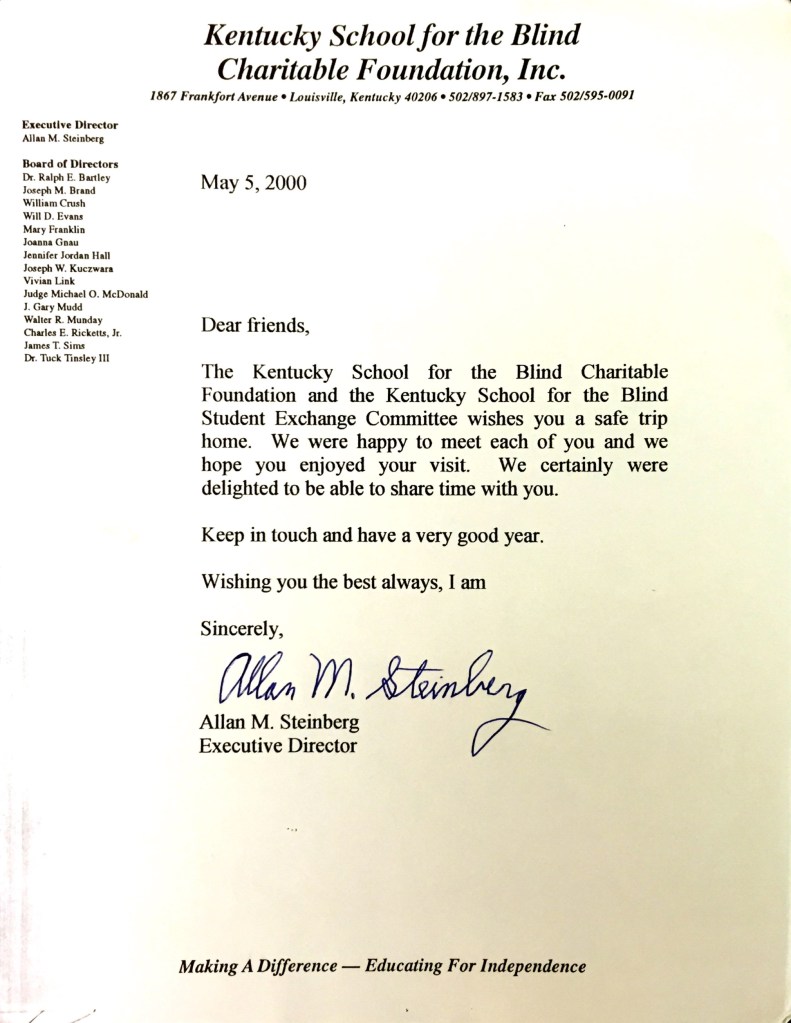 Kentucky School for the Blind
Charitable Foundation, Inc.
1867 Frankfort Avenue • Louisville, Kentucky 40206 • 502/897-1583 • Fax 502/595-0091
Executive Director
Allan M. Steinberg
Board of Directors
Dr. Ralph E. Bartley
Joseph M. Brand
William Crush
Will D. Evans
Mary Franklin
Joanna Gnau
Jennifer Jordan Hall
Joseph W. Kuczwara
Vivian Link
Judge Michael O. McDonald
J. Gary Mudd
Walter R. Munday
Charles E. Ricketts, Jr.
James T. Sims
Dr. Tuck Tinsley III
May 5, 2000
Dear friends,
The Kentucky School for the Blind Charitable
Foundation and the Kentucky School for the Blind
Student Exchange Committee wishes you a safe trip
home. We were happy to meet each of you and we
hope you enjoyed your visit. We certainly were
delighted to be able to share time with you.
Keep in touch and have a very good year.
Wishing you the best always, I am
Sincerely,
Allan M. Steinberg
Allan M. Steinberg
Executive Director
Making A Difference — Educating For Independence